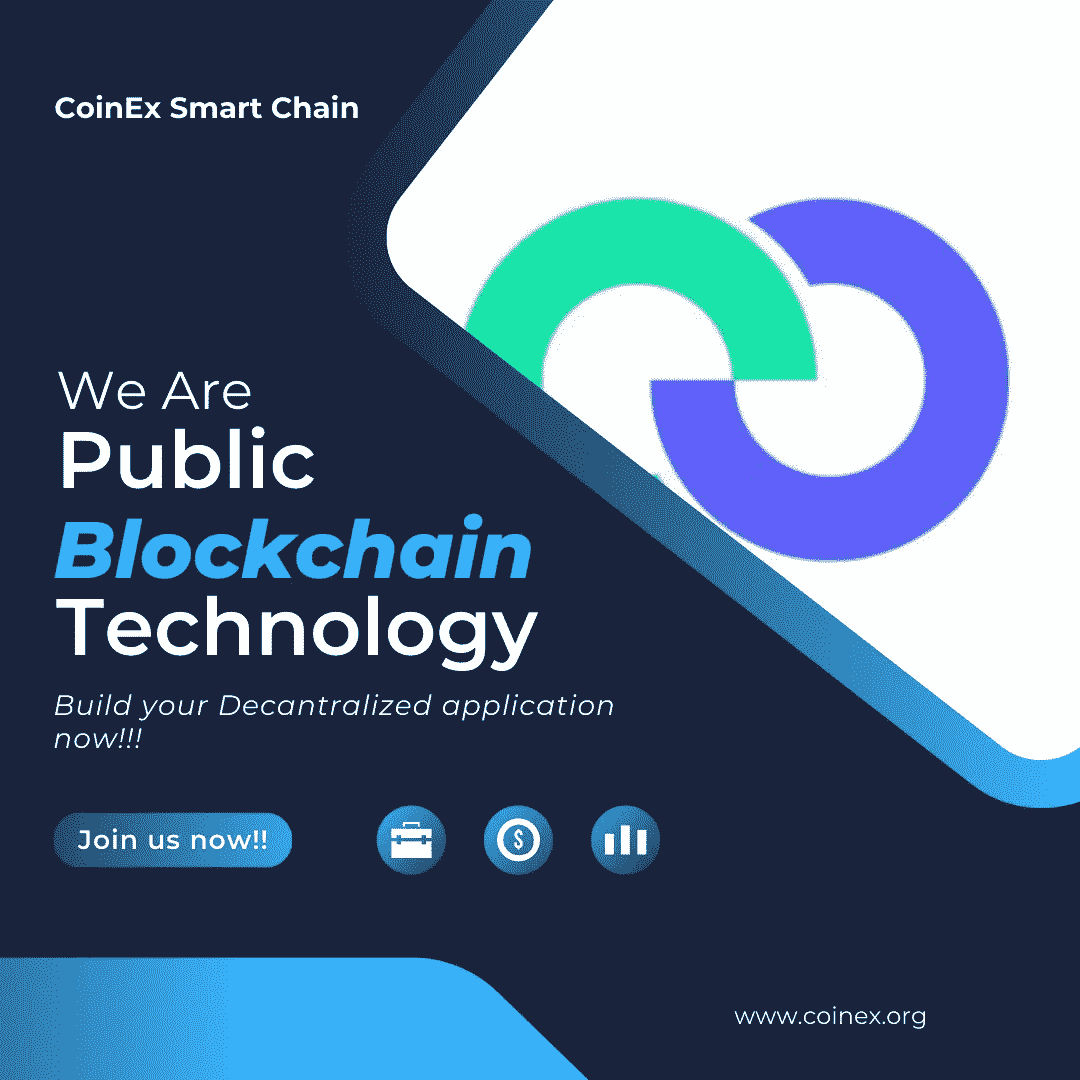 CoinEx Smart Chain
We Are
Public
Blockchain
Technology
Build your Decantralized application
now!!!
Join us now!!
$
www.coinex.org